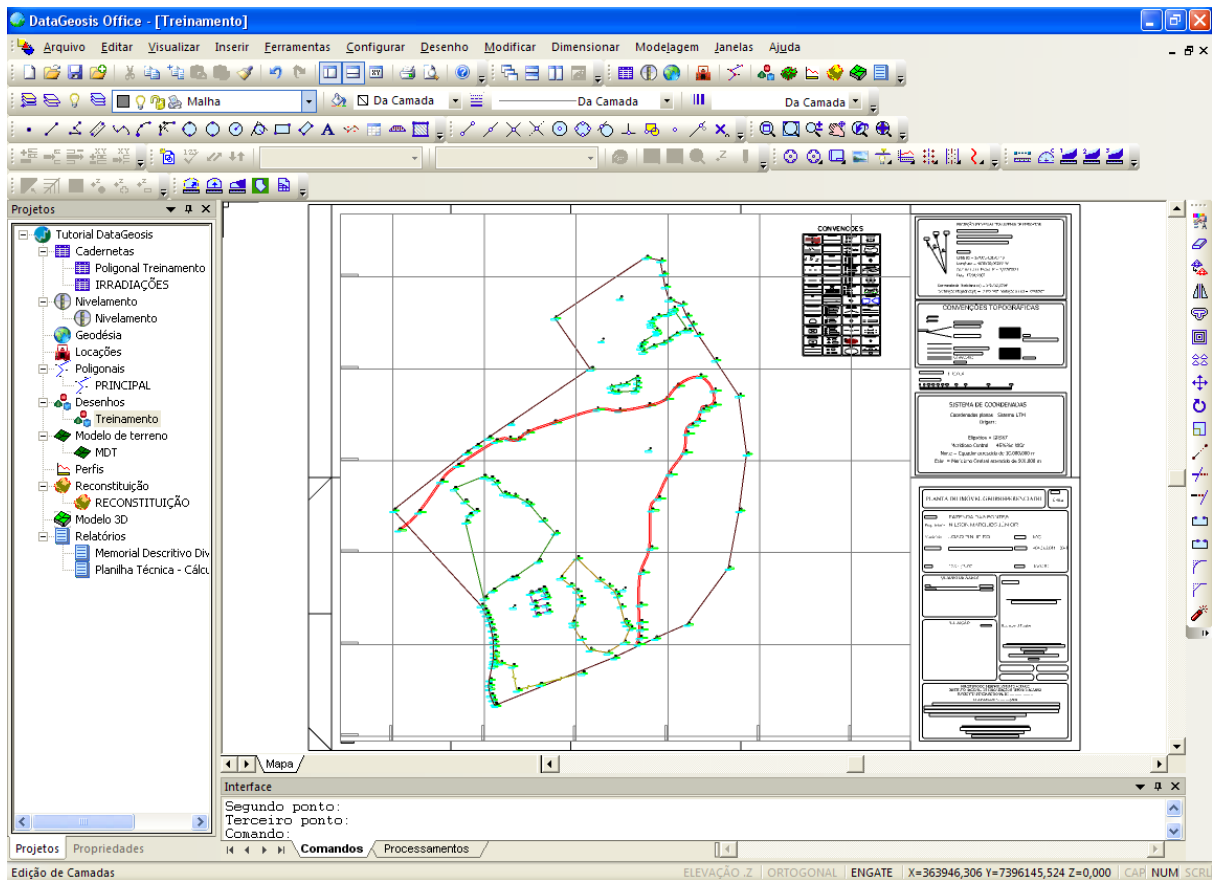 DataGeosis Office - [Treinamento]
Arquivo Editar Visualizar Inserir Ferramentas Configurar Desenho Modificar Dimensionar Modelagem Janelas Ajuda
Malha
Da Camada
Da Camada
Da Camada
Projetos
Tutorial DataGeosis
Cadernetas
Poligonal Treinamento
IRRADIAÇÕES
Nivelamento
Nivelamento
Geodésia
Locações
Poligonais
PRINCIPAL
Desenhos
Treinamento
Modelo de terreno
MDT
Perfis
Reconstituição
RECONSTITUIÇÃO
Modelo 3D
Relatórios
Memorial Descritivo Div
Planilha Técnica - Cálcu
Projetos Propriedades
CONVENÇÕES
CONVENÇÕES TOPOGRÁFICAS
SISTEMA DE COORDENADAS
Mapa
Interface
Segundo ponto:
Terceiro ponto:
Comando:
Comandos Processamentos
Edição de Camadas
ELEVAÇÃO .Z ORTOGONAL ENGATE X=363946,306 Y=7396145,524 Z=0,000 CAP NUM SCRL